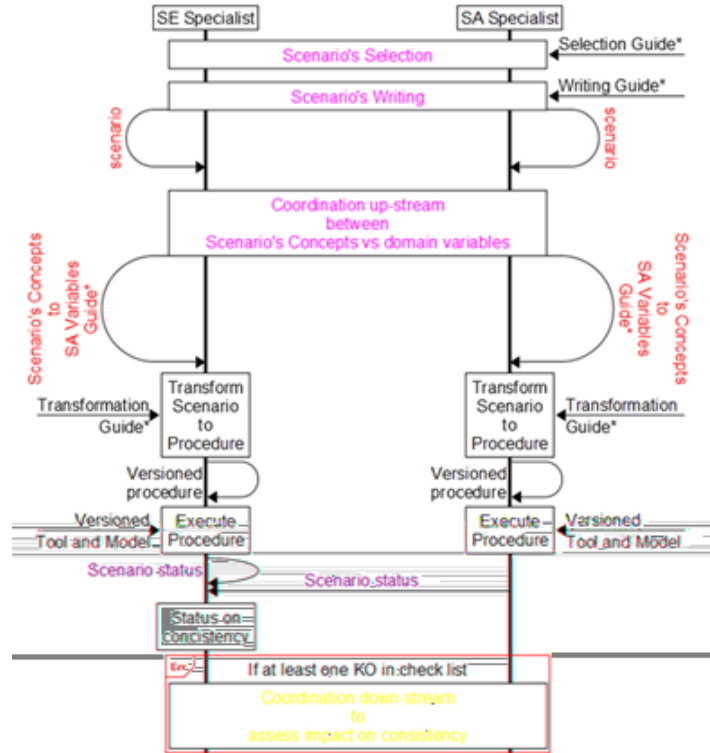 SE Specialist
SA Specialist
Scenario's Selection
Selection Guide*
Scenario's Writing
Writing Guide*
scenario
scenario
Coordination up-stream
between
Scenario's Concepts vs domain variables
Scenario's Concepts
to
SA Variables
Guide*
Scenario's Concepts
to
SA Variables
Guide*
Transformation
Guide*
Transform
Scenario
to
Procedure
Transform
Scenario
to
Procedure
Transformation
Guide*
Versioned
procedure
Versioned
procedure
Versioned
Tool and Model
Execute
Procedure
Execute
Procedure
Versioned
Tool and Model
Scenario status
Scenario status
Status on
concistency
If at least one KO in check list
Coordination down-stream
to
assess impact on consistency